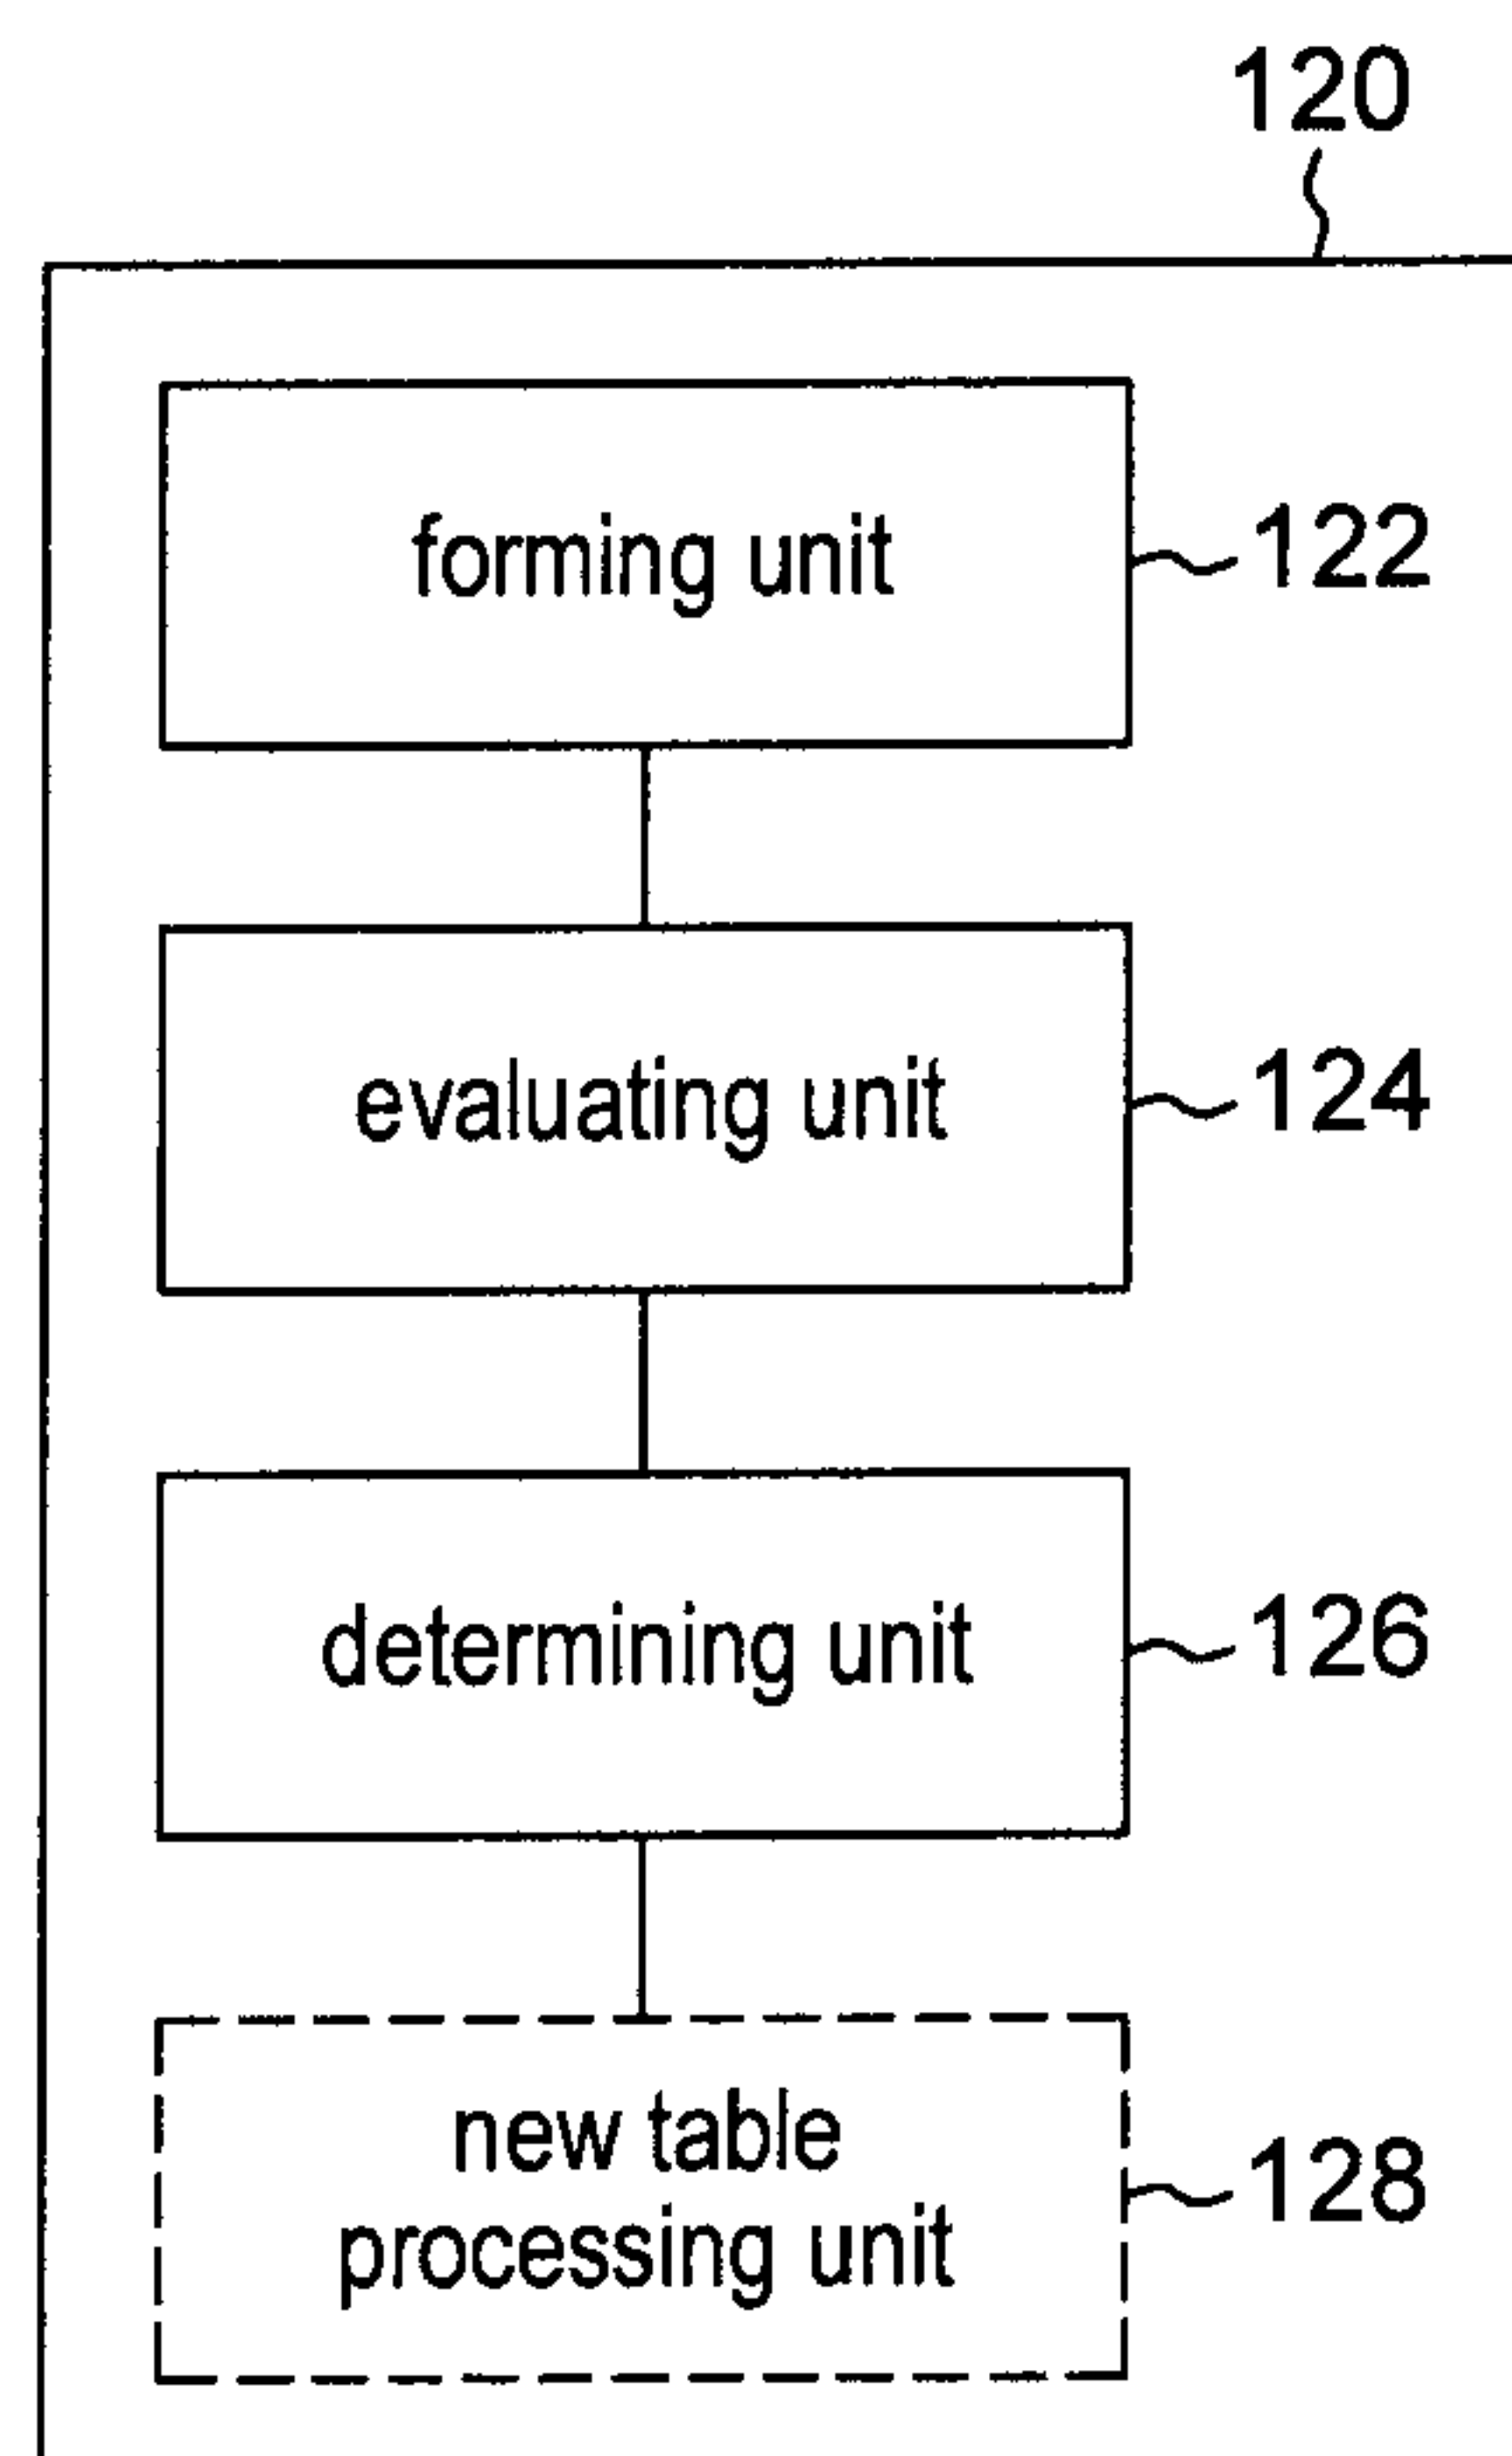 120
forming unit
122
evaluating unit
124
determining unit
126
new table
processing unit
128